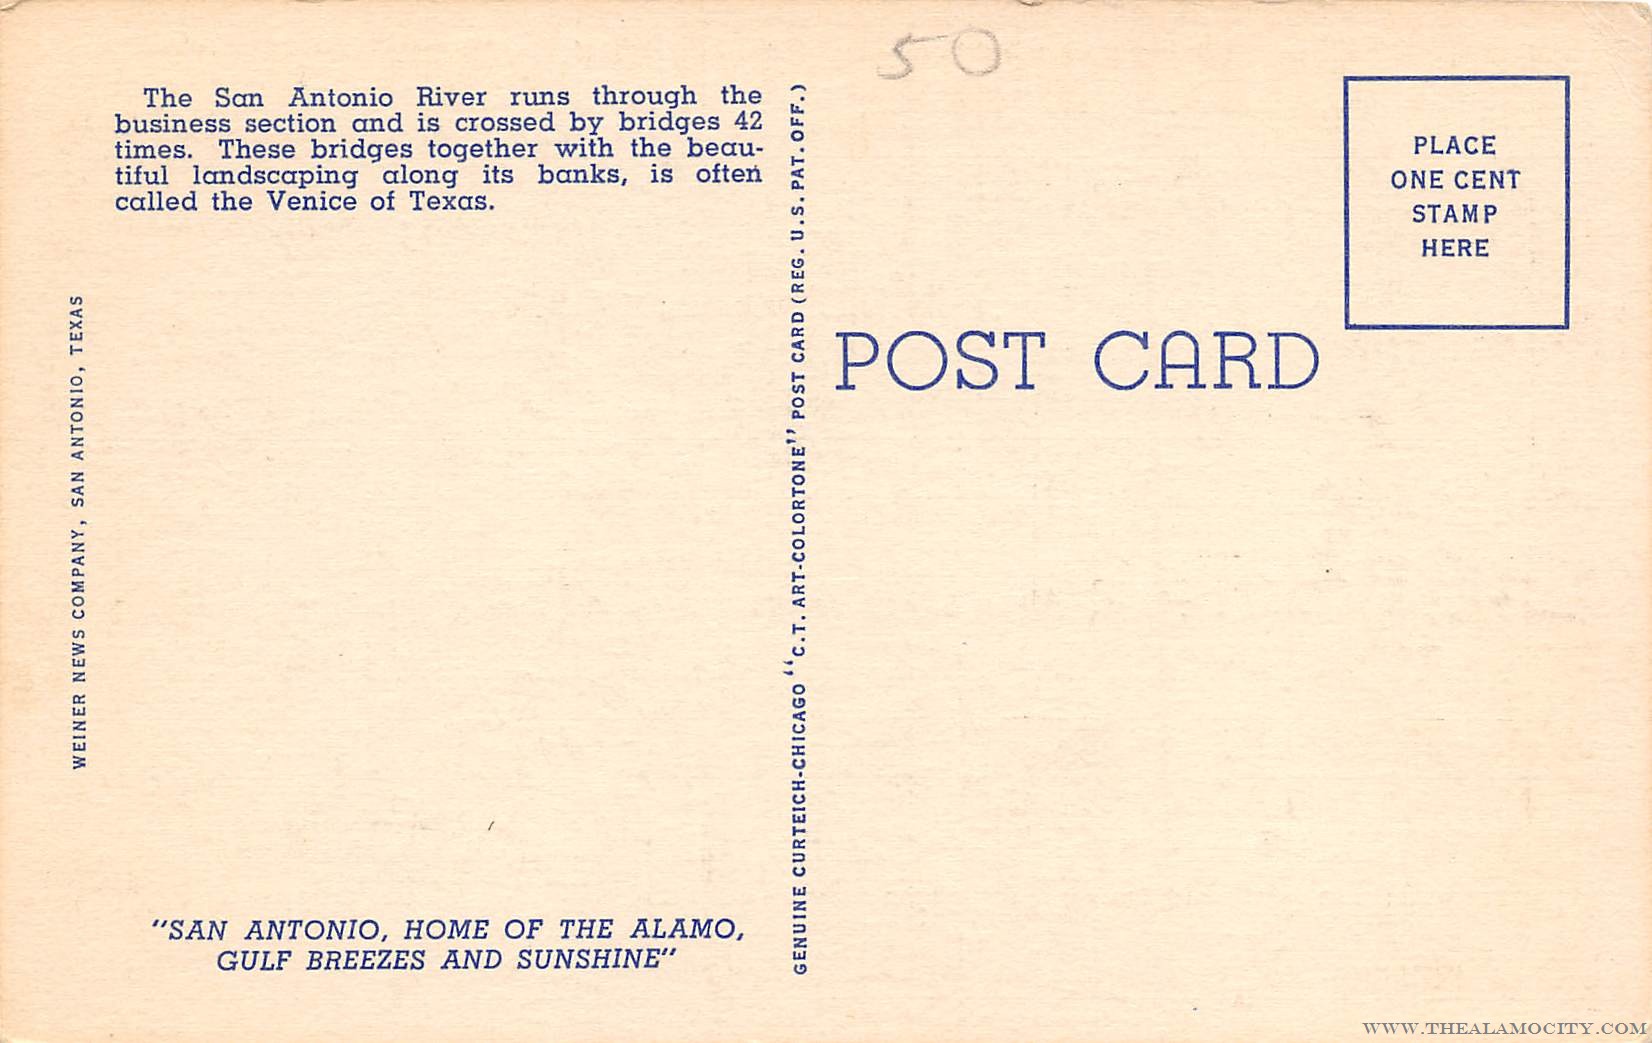 50
The San Antonio River runs through the
business section and is crossed by bridges 42
times. These bridges together with the beau-
tiful landscaping along its banks, is often
called the Venice of Texas.
WEINER NEWS COMPANY, SAN ANTONIO, TEXAS
"SAN ANTONIO, HOME OF THE ALAMO,
GULF BREEZES AND SUNSHINE"
GENUINE CURTEICH-CHICAGO "C.T. ART-COLORTONE" POST CARD (REG. U.S. PAT. OFF.)
PLACE
ONE CENT
STAMP
HERE
POST CARD
WWW.THEALAMOCITY.COM